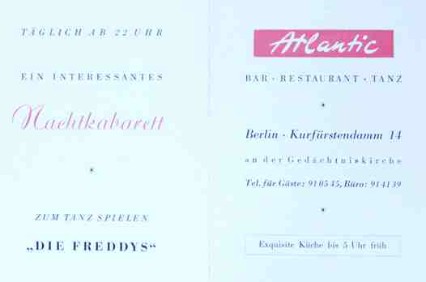 TÄGLICH AB 22 UHR
EIN INTERESSANTES
Nachtkabarett
*
ZUM TANZ SPIELEN
„DIE FREDDYS“
Atlantic
BAR · RESTAURANT · TANZ
*
Berlin · Kurfürstendamm 14
an der Gedächtniskirche
Tel. für Gäste: 91 05 45, Büro: 91 41 39
*
Exquisite Küche bis 5 Uhr früh